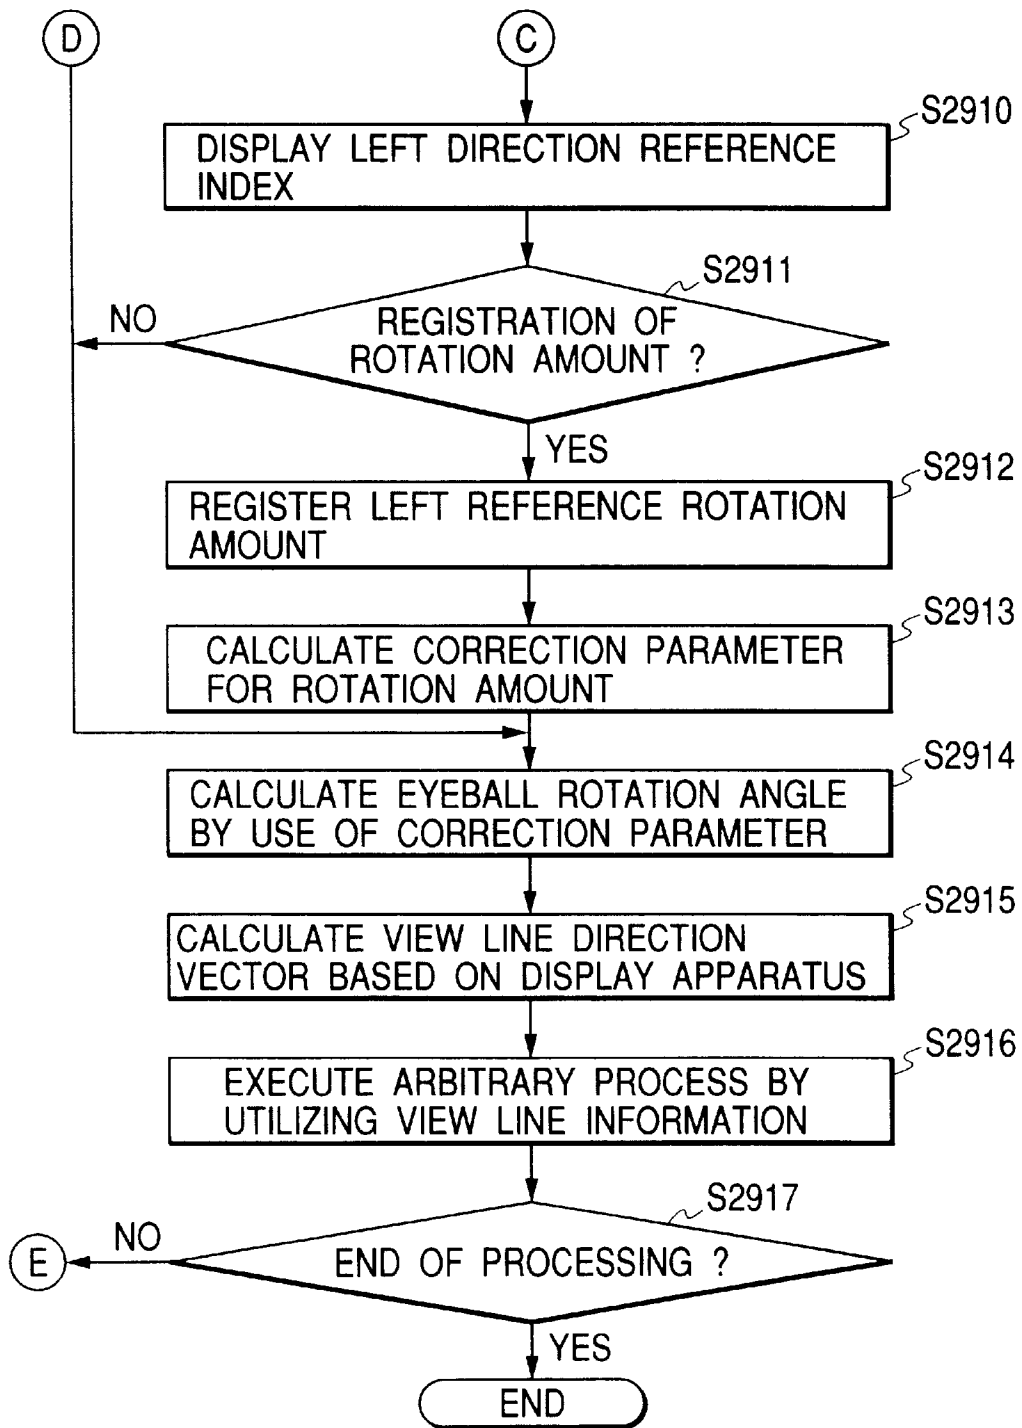 D
C
S2910
DISPLAY LEFT DIRECTION REFERENCE
INDEX
S2911
NO
REGISTRATION OF
ROTATION AMOUNT ?
YES
S2912
REGISTER LEFT REFERENCE ROTATION
AMOUNT
S2913
CALCULATE CORRECTION PARAMETER
FOR ROTATION AMOUNT
S2914
CALCULATE EYEBALL ROTATION ANGLE
BY USE OF CORRECTION PARAMETER
S2915
CALCULATE VIEW LINE DIRECTION
VECTOR BASED ON DISPLAY APPARATUS
S2916
EXECUTE ARBITRARY PROCESS BY
UTILIZING VIEW LINE INFORMATION
S2917
E
NO
END OF PROCESSING ?
YES
END